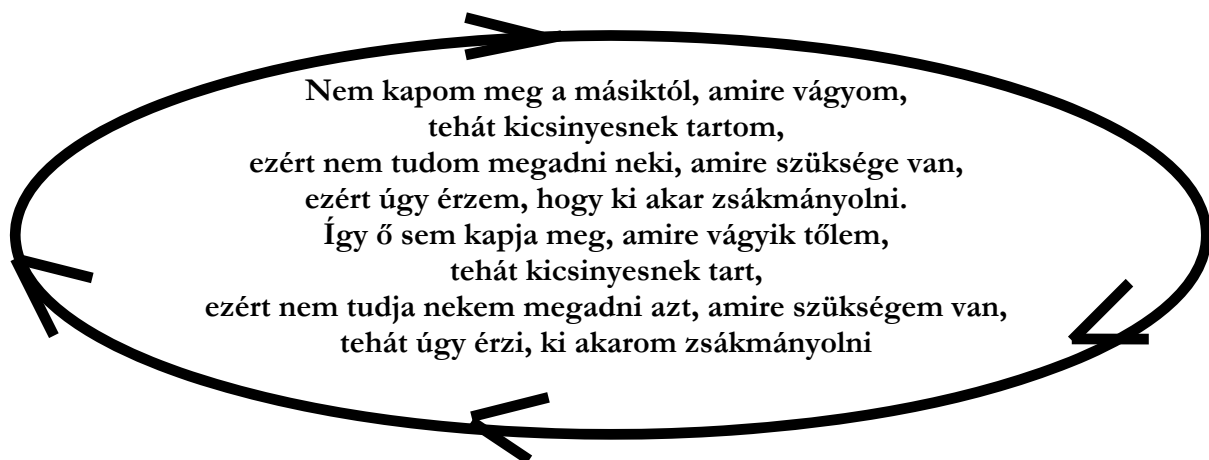 Nem kapom meg a másiktól, amire vágyom,
tehát kicsinyesnek tartom,
ezért nem tudom megadni neki, amire szüksége van,
ezért úgy érzem, hogy ki akar zsákmányolni.
Így ő sem kapja meg, amire vágyik tőlem,
tehát kicsinyesnek tart,
ezért nem tudja nekem megadni azt, amire szükségem van,
tehát úgy érzi, ki akarom zsákmányolni